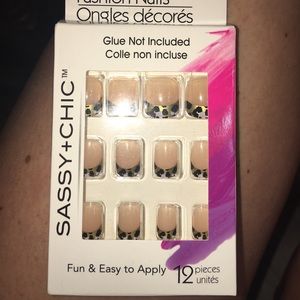 Fashion Nails
Ongles décorés
Glue Not Included
Colle non incluse
SASSY+CHIC™
Fun & Easy to Apply
12 pieces
unités